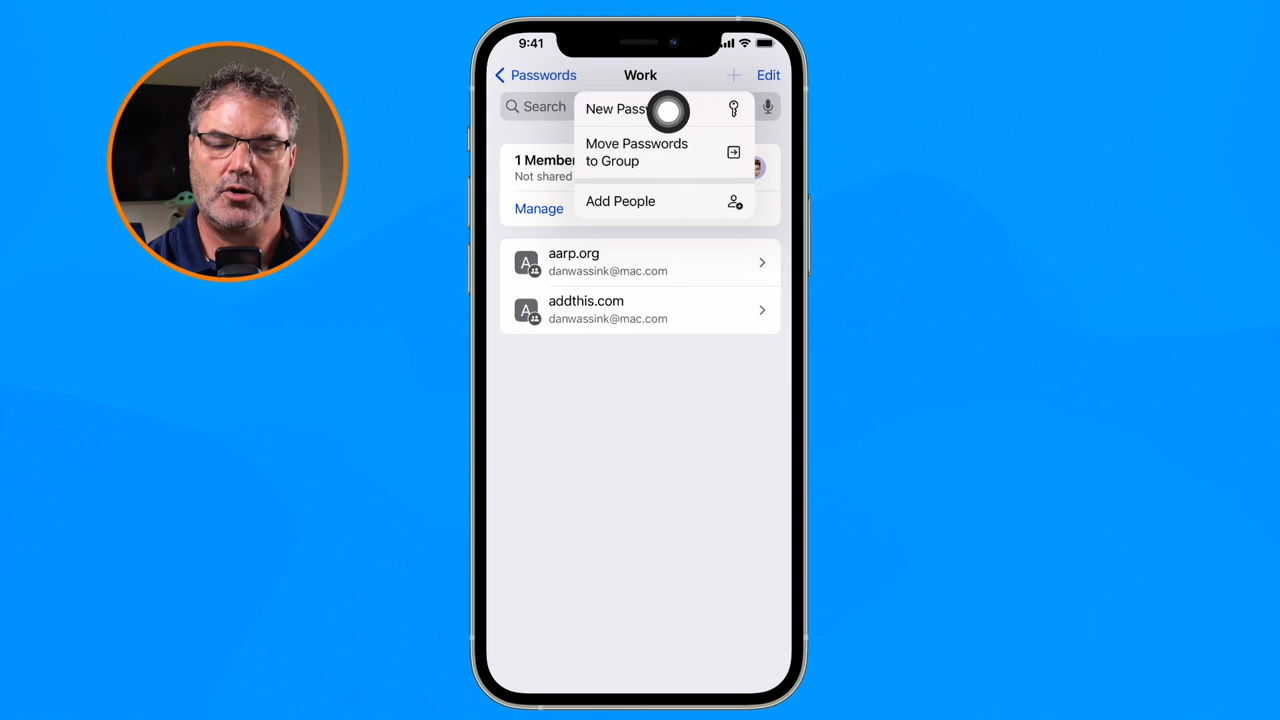 9:41
Passwords
Work
Edit
Search
New Pass
Move Passwords
to Group
Add People
1 Member
Not shared
Manage
A
aarp.org
danwassink@mac.com
A
addthis.com
danwassink@mac.com